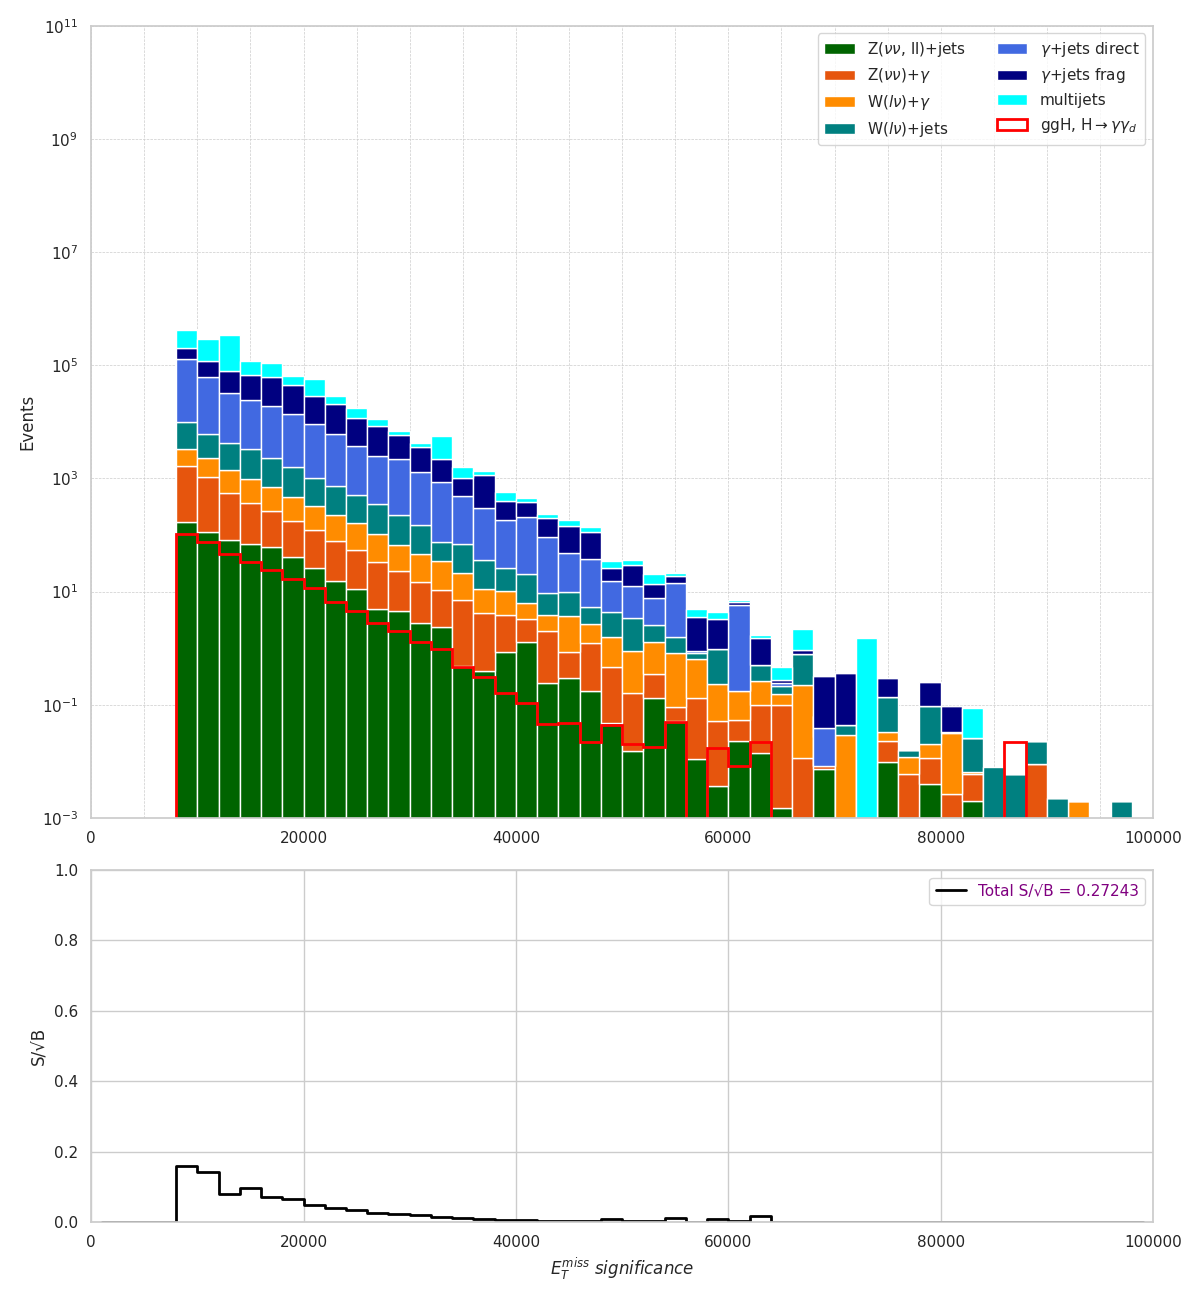 10¹¹
10⁹
10⁷
10⁵
10³
10¹
10⁻¹
10⁻³
Events
Z(νν, ll)+jets
Z(νν)+γ
W(lν)+γ
W(lν)+jets
γ+jets direct
γ+jets frag
multijets
ggH, H→γγ_d
0 20000 40000 60000 80000 100000
1.0
0.8
0.6
0.4
0.2
0.0
S/√B
Total S/√B = 0.27243
0 20000 40000 60000 80000 100000
E_T^miss significance